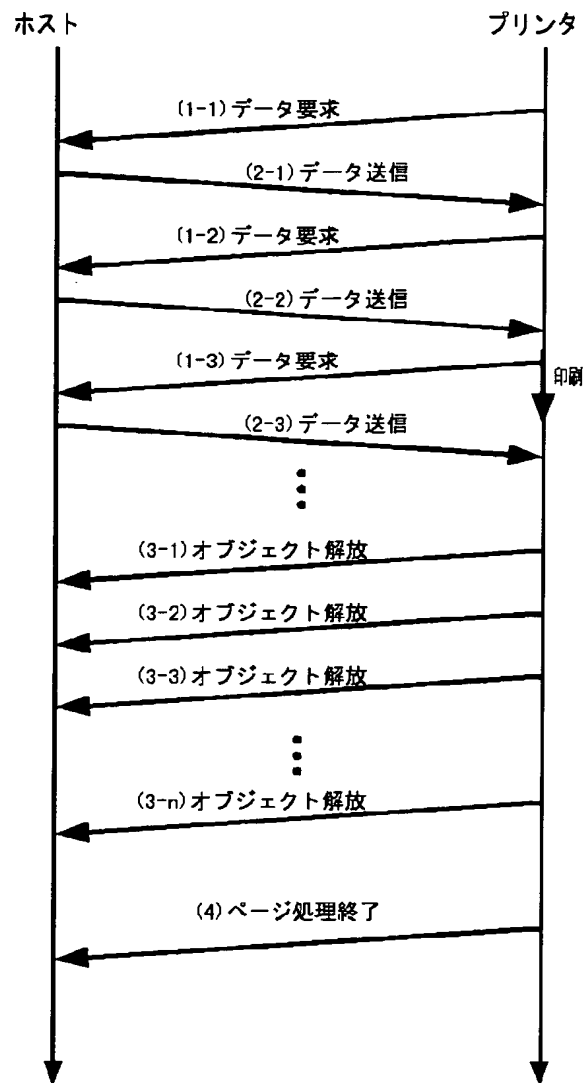 ホスト
プリンタ
(1-1)データ要求
(2-1)データ送信
(1-2)データ要求
(2-2)データ送信
(1-3)データ要求
印刷
(2-3)データ送信
(3-1)オブジェクト解放
(3-2)オブジェクト解放
(3-3)オブジェクト解放
(3-n)オブジェクト解放
(4)ページ処理終了